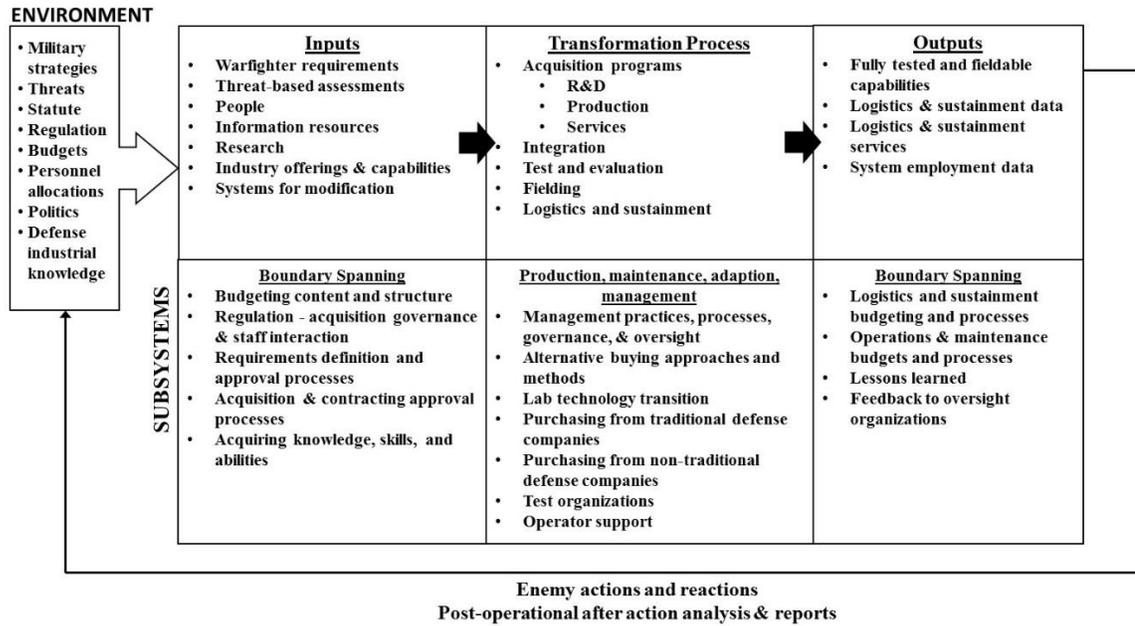 ENVIRONMENT
• Military
strategies
• Threats
• Statute
• Regulation
• Budgets
• Personnel
allocations
• Politics
• Defense
industrial
knowledge
Inputs
• Warfighter requirements
• Threat-based assessments
• People
• Information resources
• Research
• Industry offerings & capabilities
• Systems for modification
Transformation Process
• Acquisition programs
• R&D
• Production
• Services
• Integration
• Test and evaluation
• Fielding
• Logistics and sustainment
Outputs
• Fully tested and fieldable
capabilities
• Logistics & sustainment data
• Logistics & sustainment
services
• System employment data
SUBSYSTEMS
Boundary Spanning
• Budgeting content and structure
• Regulation - acquisition governance
& staff interaction
• Requirements definition and
approval processes
• Acquisition & contracting approval
processes
• Acquiring knowledge, skills, and
abilities
Production, maintenance, adaption,
management
• Management practices, processes,
governance, & oversight
• Alternative buying approaches and
methods
• Lab technology transition
• Purchasing from traditional defense
companies
• Purchasing from non-traditional
defense companies
• Test organizations
• Operator support
Boundary Spanning
• Logistics and sustainment
budgeting and processes
• Operations & maintenance
budgets and processes
• Lessons learned
• Feedback to oversight
organizations
Enemy actions and reactions
Post-operational after action analysis & reports